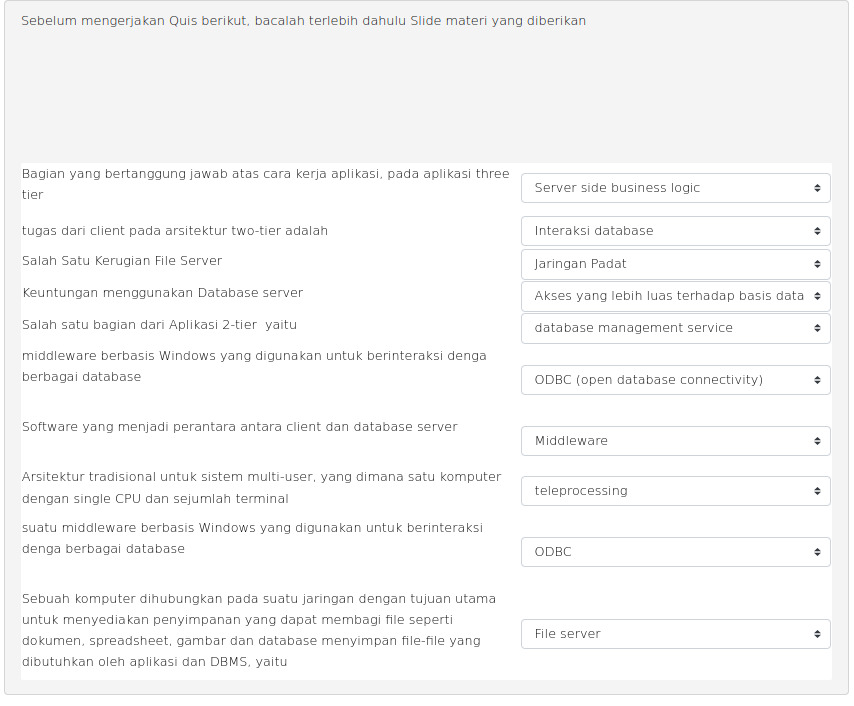 Sebelum mengerjakan Quis berikut, bacalah terlebih dahulu Slide materi yang diberikan
Bagian yang bertanggung jawab atas cara kerja aplikasi, pada aplikasi three
tier
Server side business logic
tugas dari client pada arsitektur two-tier adalah
Interaksi database
Salah Satu Kerugian File Server
Jaringan Padat
Keuntungan menggunakan Database server
Akses yang lebih luas terhadap basis data
Salah satu bagian dari Aplikasi 2-tier yaitu
database management service
middleware berbasis Windows yang digunakan untuk berinteraksi denga
berbagai database
ODBC (open database connectivity)
Software yang menjadi perantara antara client dan database server
Middleware
Arsitektur tradisional untuk sistem multi-user, yang dimana satu komputer
dengan single CPU dan sejumlah terminal
teleprocessing
suatu middleware berbasis Windows yang digunakan untuk berinteraksi
denga berbagai database
ODBC
Sebuah komputer dihubungkan pada suatu jaringan dengan tujuan utama
untuk menyediakan penyimpanan yang dapat membagi file seperti
dokumen, spreadsheet, gambar dan database menyimpan file-file yang
dibutuhkan oleh aplikasi dan DBMS, yaitu
File server